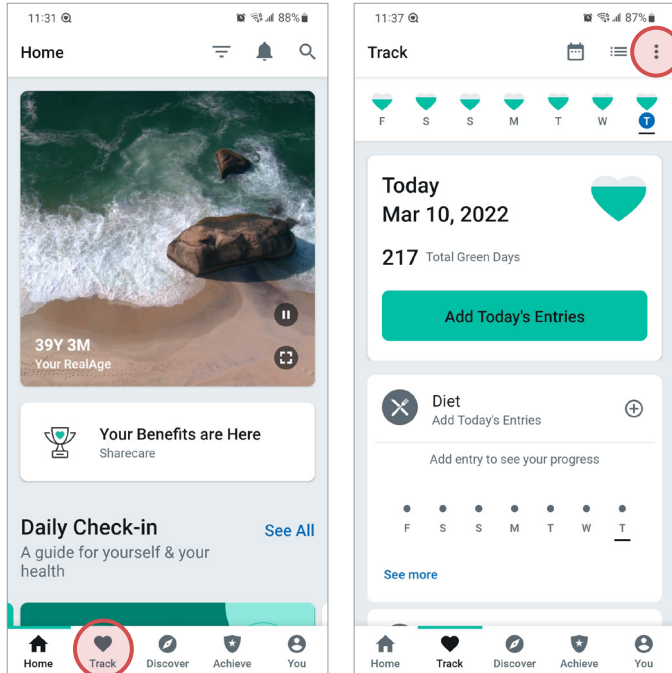 11:31
88%
Home
39Y 3M
Your RealAge
Your Benefits are Here
Sharecare
Daily Check-in
See All
A guide for yourself & your
health
Home
Track
Discover
Achieve
You
11:37
87%
Track
F S S M T W T
Today
Mar 10, 2022
217 Total Green Days
Add Today's Entries
Diet
Add Today's Entries
Add entry to see your progress
F S S M T W T
See more
Home
Track
Discover
Achieve
You